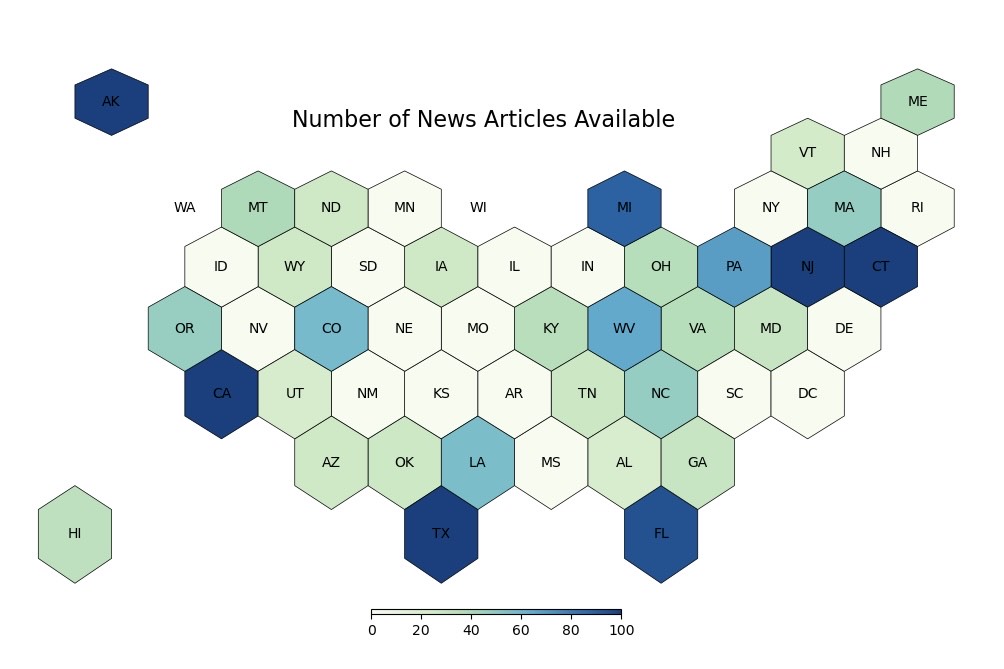 AK
ME
Number of News Articles Available
VT NH
WA MT ND MN WI MI NY MA RI
ID WY SD IA IL IN OH PA NJ CT
OR NV CO NE MO KY WV VA MD DE
CA UT NM KS AR TN NC SC DC
AZ OK LA MS AL GA
HI TX FL
0 20 40 60 80 100